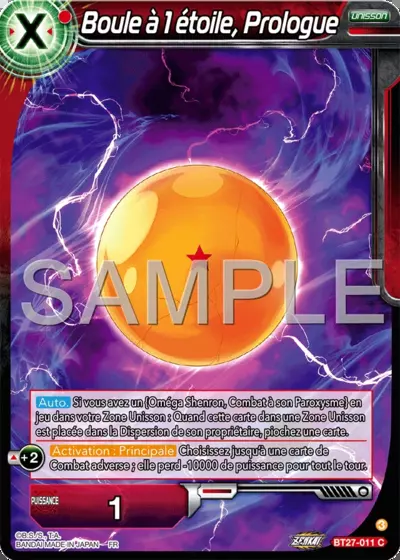 X
Boule à 1 étoile, Prologue
UNISSON
SAMPLE
Auto. Si vous avez un {Oméga Shenron, Combat à son Paroxysme} en
jeu dans votre Zone Unisson : Quand cette carte dans une Zone Unisson
est placée dans la Dispersion de son propriétaire, piochez une carte.
+2
Activation : Principale Choisissez jusqu'à une carte de
Combat adverse ; elle perd -10000 de puissance pour tout le tour.
PUISSANCE
1
©B.S./S., T.A.
BANDAI MADE IN JAPAN FR
BT27-011 C